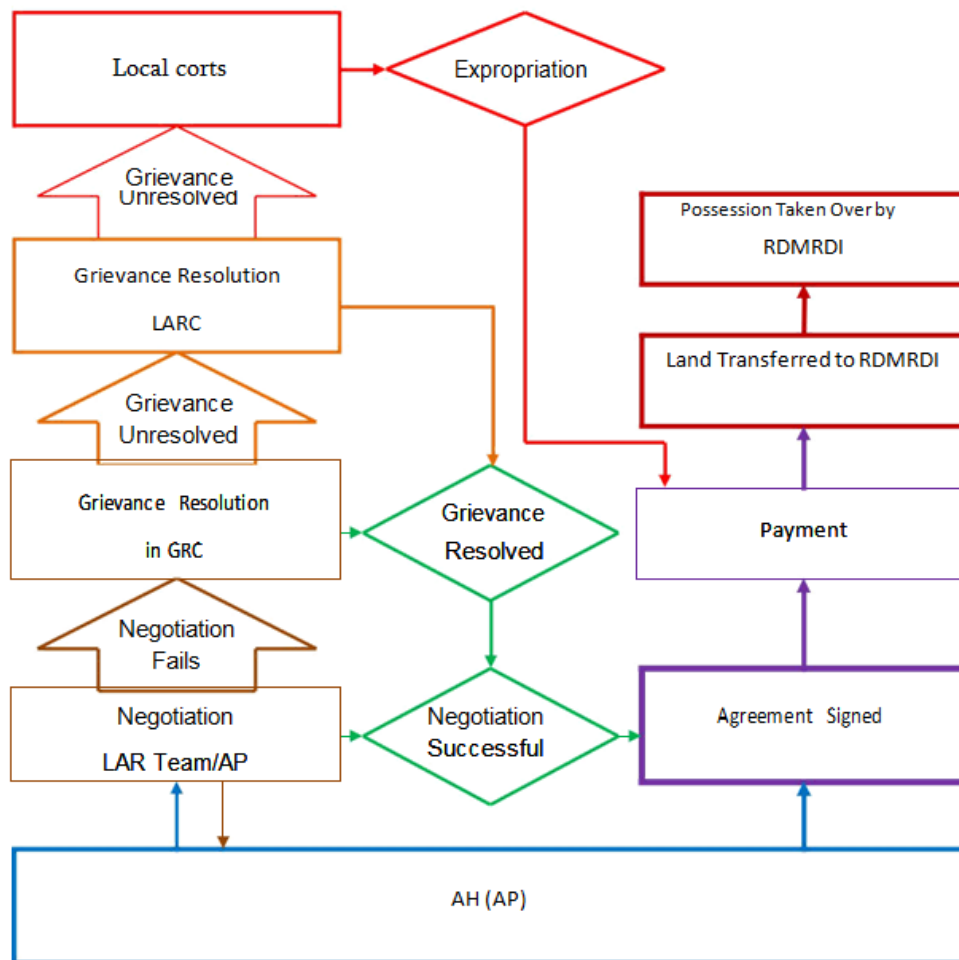 Local corts
Expropriation
Grievance
Unresolved
Possession Taken Over by
RDMRDI
Grievance Resolution
LARC
Land Transferred to RDMRDI
Grievance
Unresolved
Grievance Resolution
in GRC
Grievance
Resolved
Payment
Negotiation
Fails
Negotiation
LAR Team/AP
Negotiation
Successful
Agreement Signed
AH (AP)